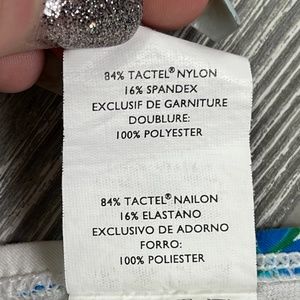 84% TACTEL® NYLON
16% SPANDEX
EXCLUSIF DE GARNITURE
DOUBLURE:
100% POLYESTER
84% TACTEL® NAILON
16% ELASTANO
EXCLUSIVO DE ADORNO
FORRO:
100% POLIESTER